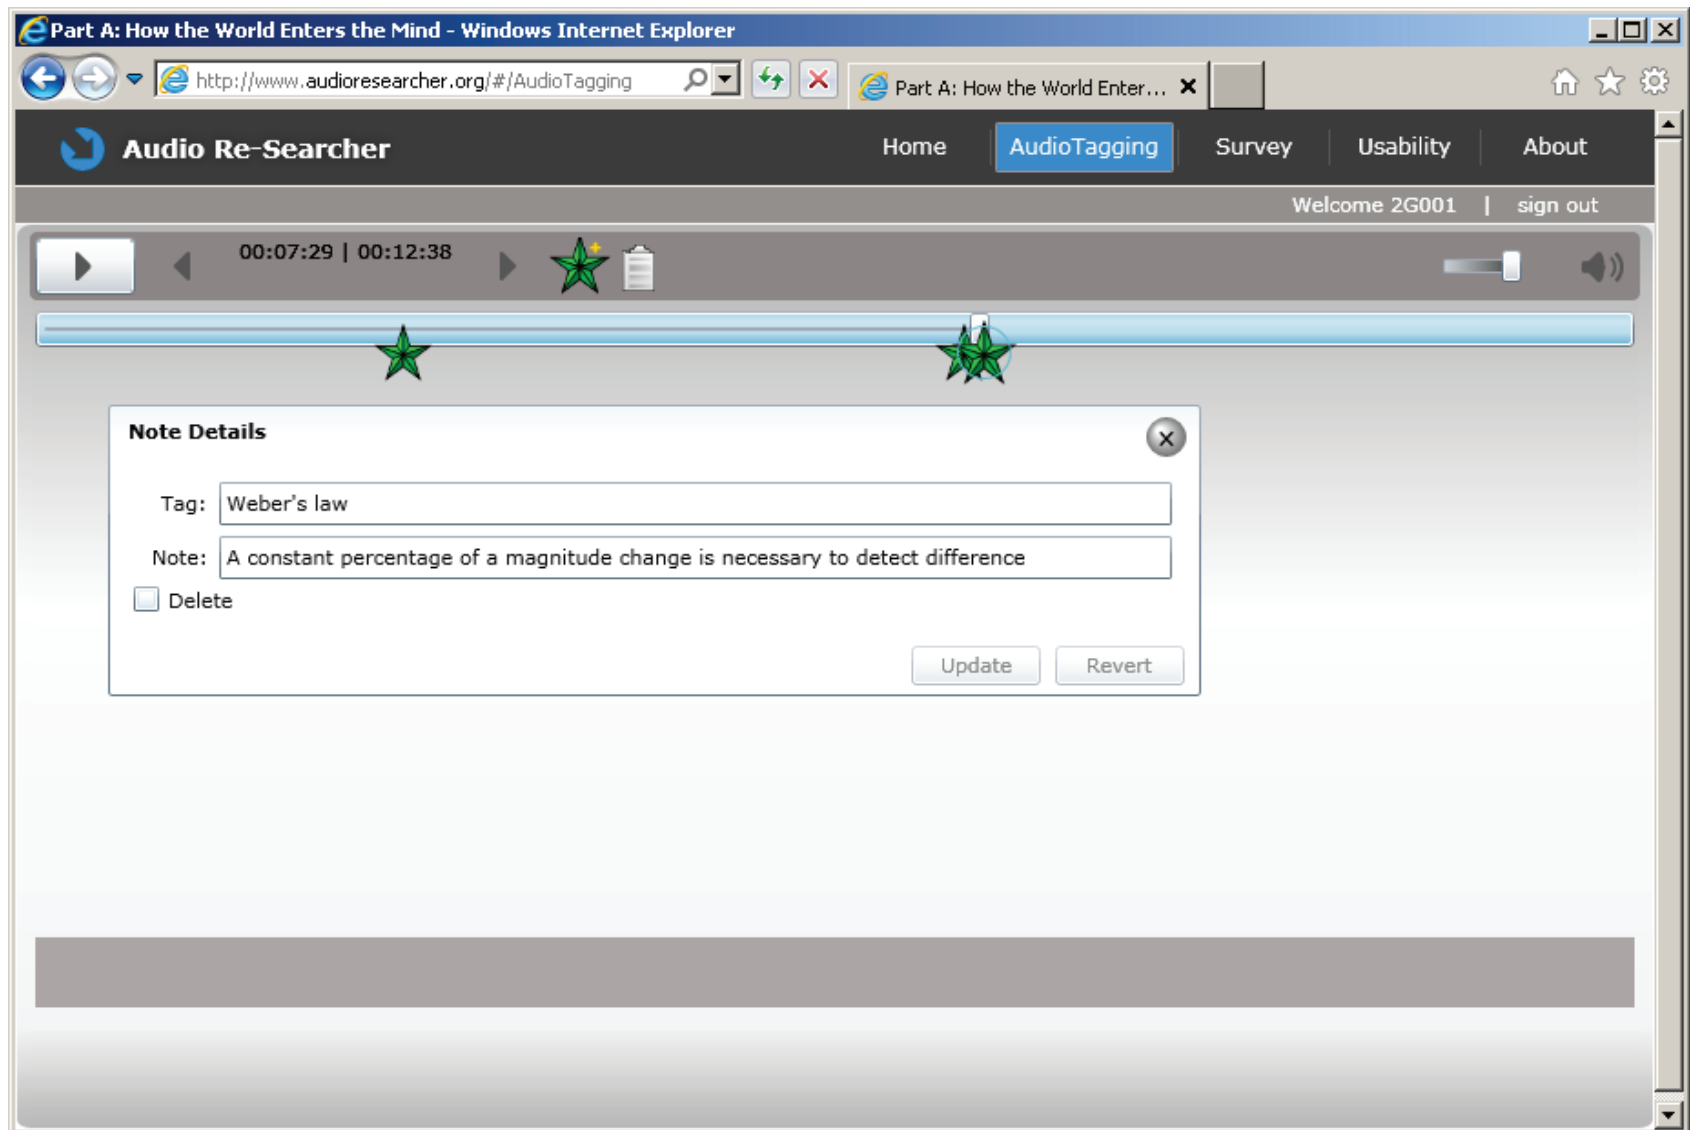 Part A: How the World Enters the Mind - Windows Internet Explorer
http://www.audioresearcher.org/#/AudioTagging
Part A: How the World Enter...
Audio Re-Searcher
Home AudioTagging Survey Usability About
Welcome 2G001 | sign out
00:07:29 | 00:12:38
Note Details
Tag: Weber's law
Note: A constant percentage of a magnitude change is necessary to detect difference
Delete
Update Revert